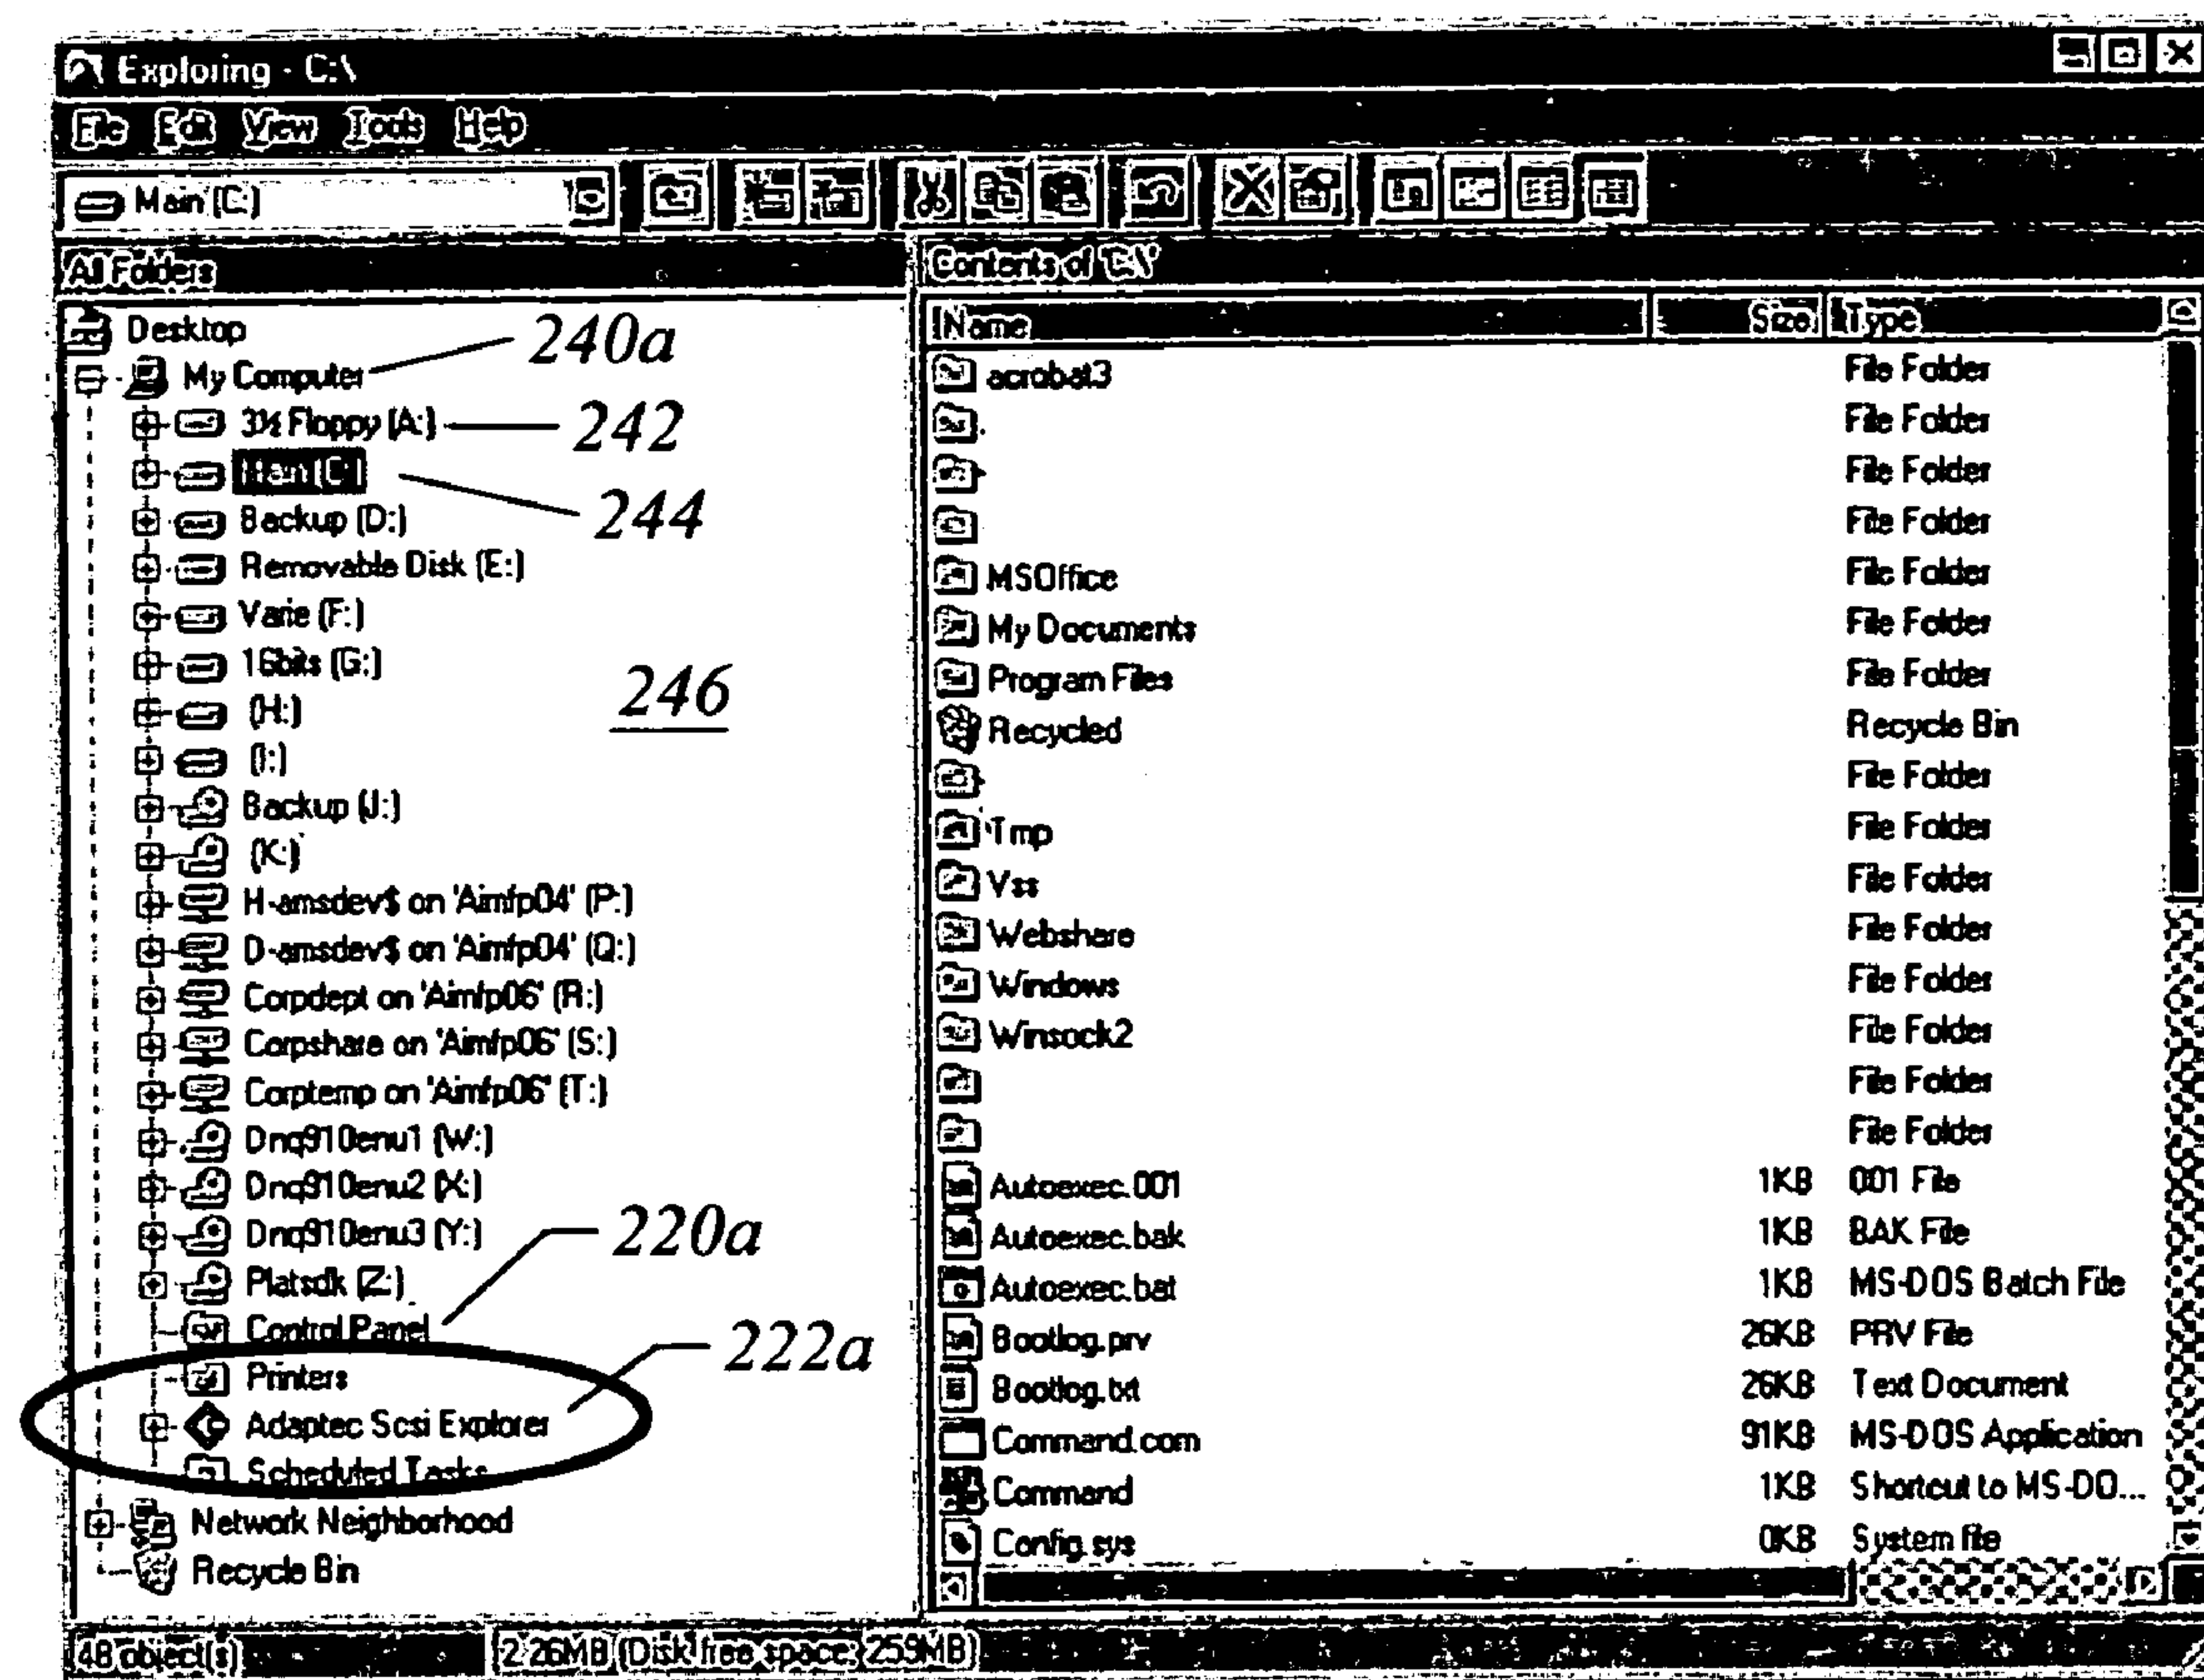 Exploring - C:\
File Edit View Tools Help
Main (C:)
All Folders
Contents of 'C:\'
Desktop
240a
My Computer
3½ Floppy (A:)
242
Main (C:)
244
Backup (D:)
Removable Disk (E:)
Varie (F:)
16bits (G:)
246
(H:)
(I:)
Backup (J:)
(K:)
H-amsdev$ on 'Aimfp04' (P:)
D-amsdev$ on 'Aimfp04' (Q:)
Corpdept on 'Aimfp06' (R:)
Corpshare on 'Aimfp06' (S:)
Corptemp on 'Aimfp06' (T:)
Dnq910enu1 (W:)
Dnq910enu2 (X:)
Dnq910enu3 (Y:)
220a
Platsdk (Z:)
Control Panel
222a
Printers
Adaptec Scsi Explorer
Scheduled Tasks
Network Neighborhood
Recycle Bin
Name Size Type
acrobat3 File Folder
File Folder
File Folder
File Folder
MSOffice File Folder
My Documents File Folder
Program Files File Folder
Recycled Recycle Bin
File Folder
Tmp File Folder
Vss File Folder
Webshare File Folder
Windows File Folder
Winsock2 File Folder
File Folder
File Folder
Autoexec.001 1KB 001 File
Autoexec.bak 1KB BAK File
Autoexec.bat 1KB MS-DOS Batch File
Bootlog.prv 26KB PRV File
Bootlog.txt 26KB Text Document
Command.com 91KB MS-DOS Application
Command 1KB Shortcut to MS-DO...
Config.sys 0KB System file
48 object(s) 2.26MB (Disk free space: 259MB)